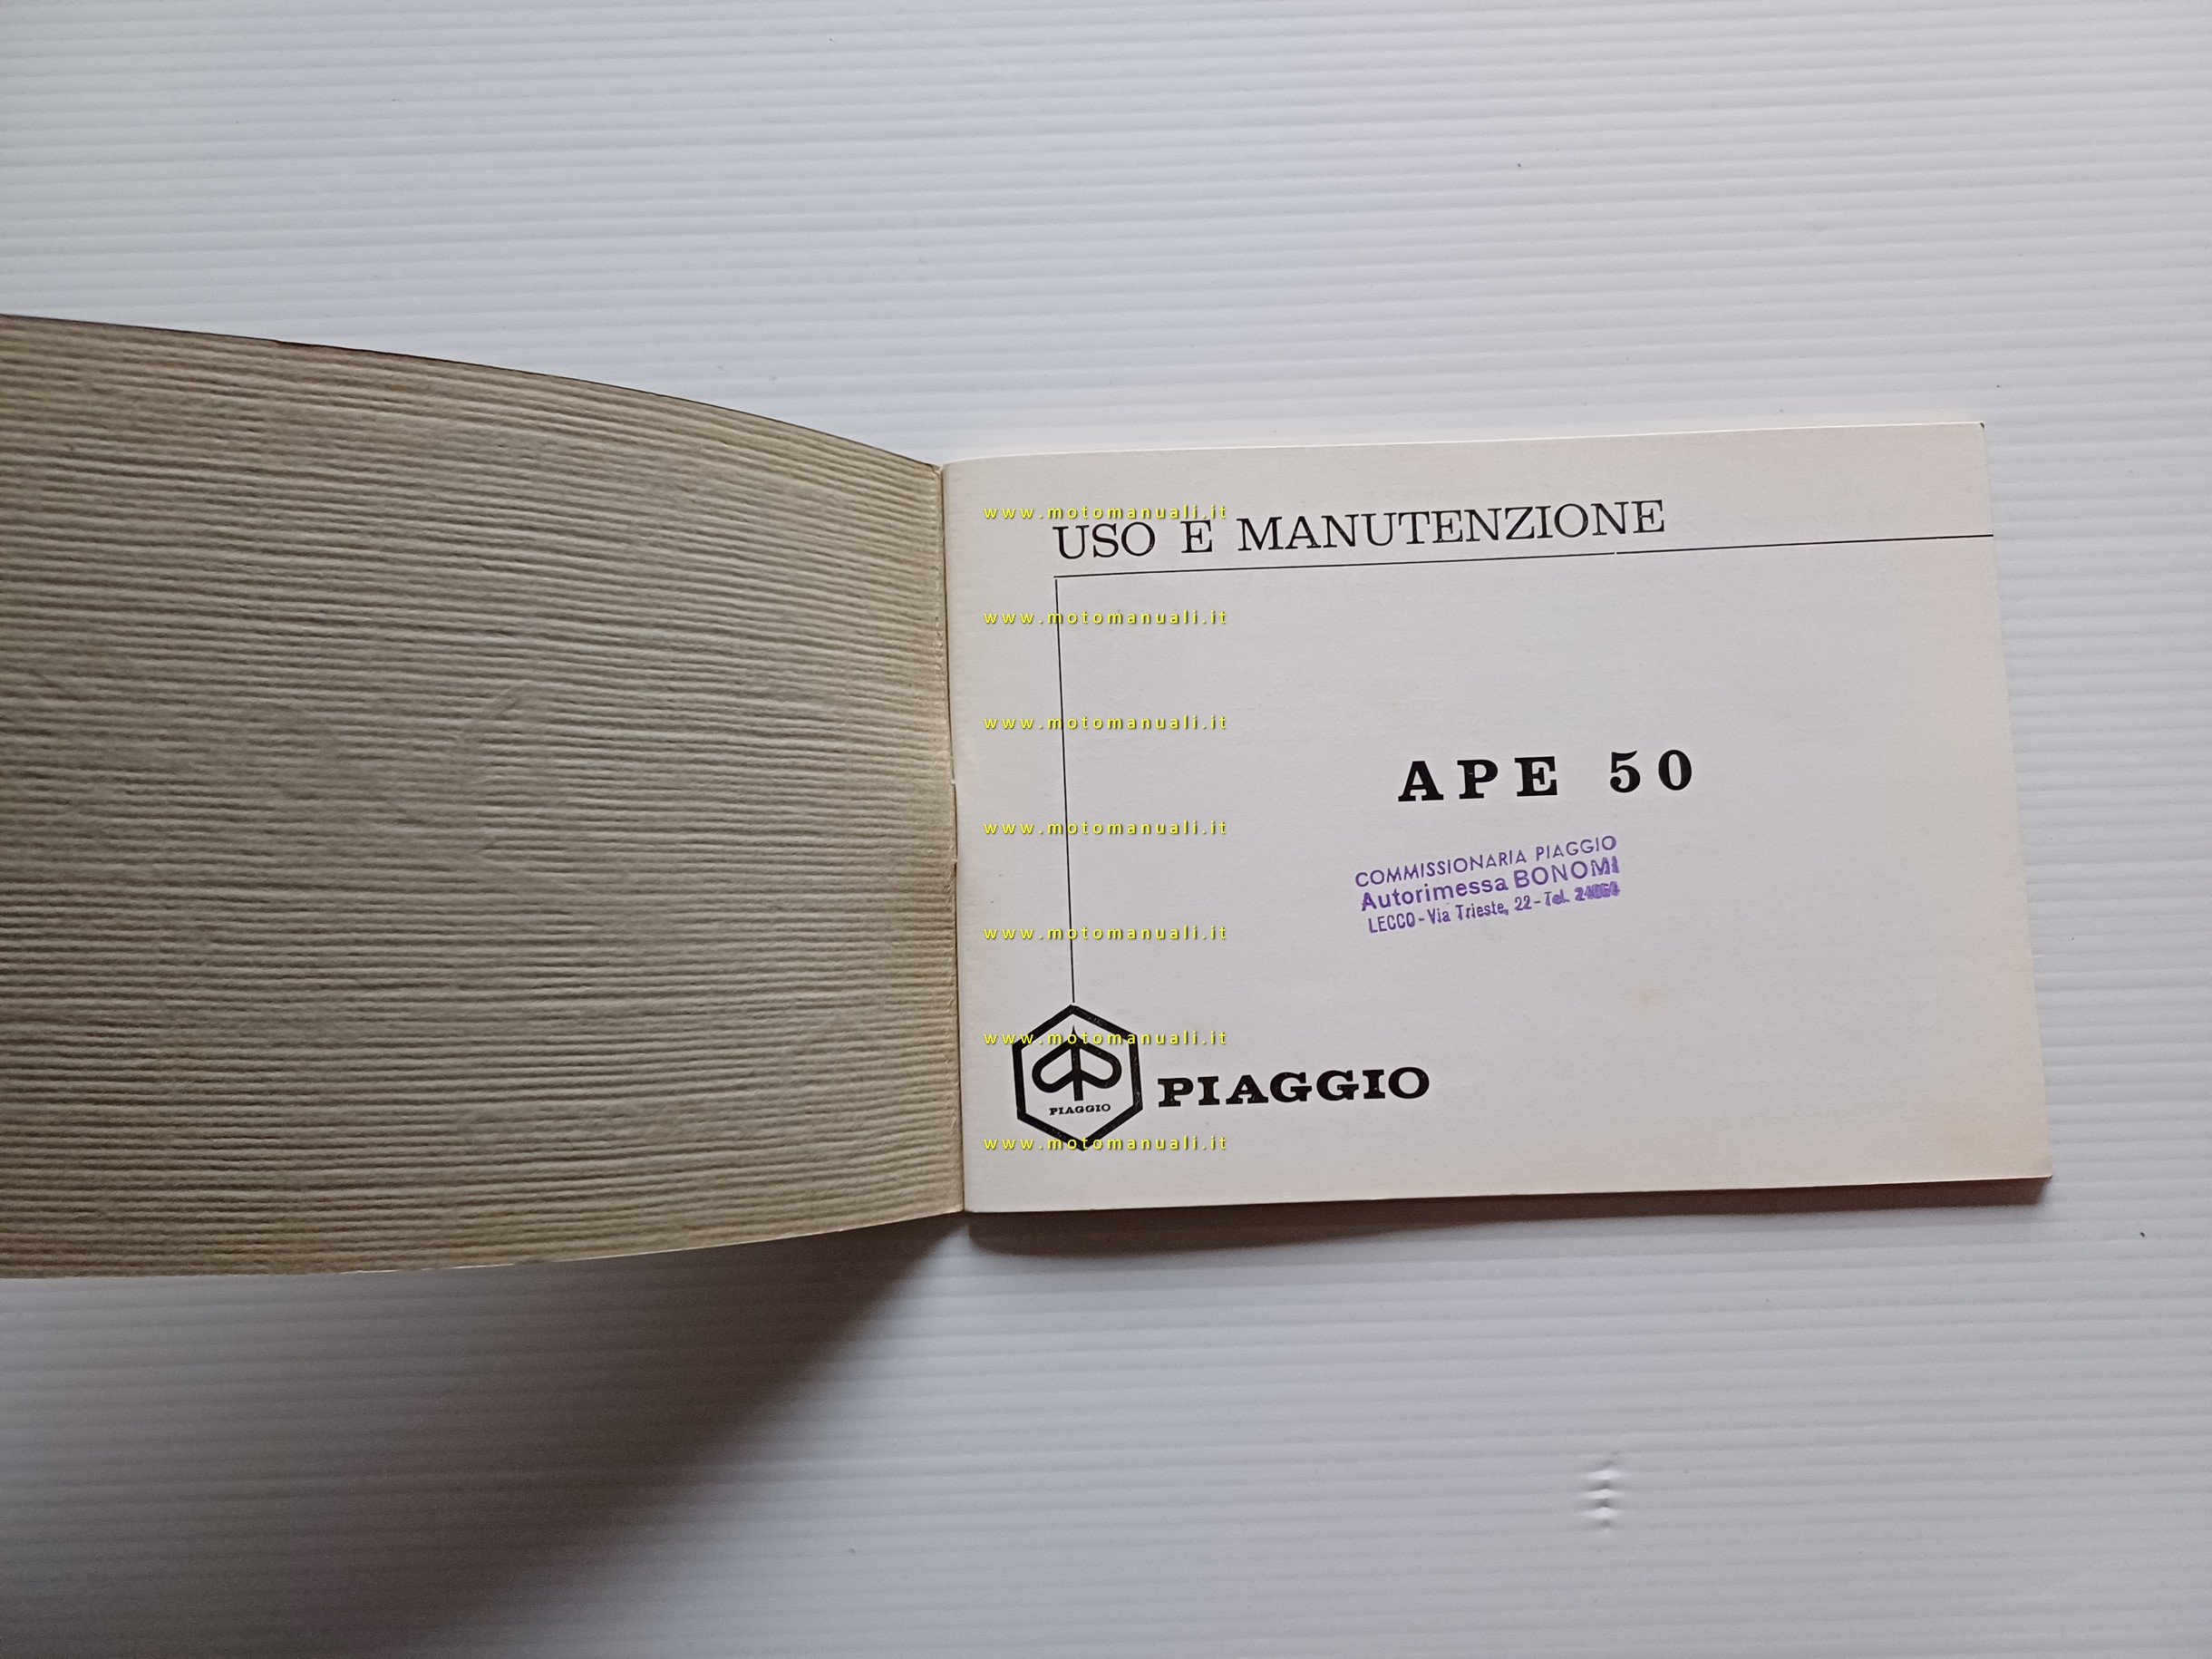 www.motomanuali.it
USO E MANUTENZIONE
www.motomanuali.it
www.motomanuali.it
APE 50
www.motomanuali.it
COMMISSIONARIA PIAGGIO
Autorimessa BONOMI
LECCO - Via Trieste, 22 - Tel.
www.motomanuali.it
www.motomanuali.it
PIAGGIO
PIAGGIO
www.motomanuali.it